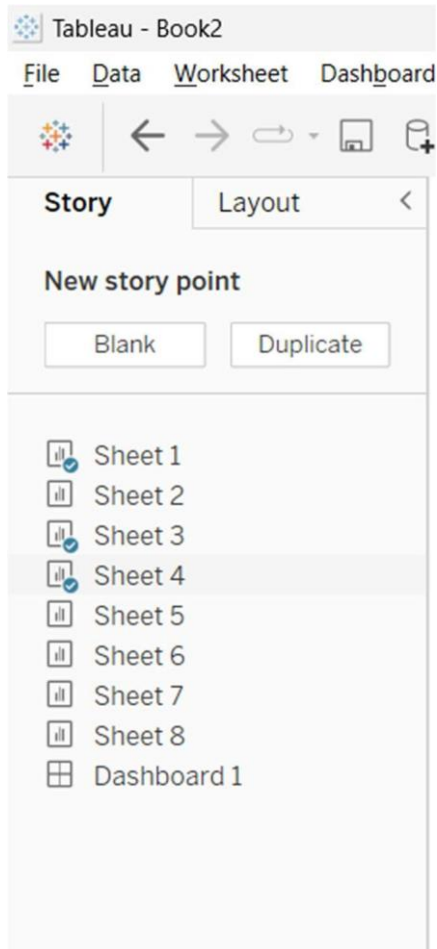 Tableau - Book2
File Data Worksheet Dashboard
Story Layout
New story point
Blank Duplicate
Sheet 1
Sheet 2
Sheet 3
Sheet 4
Sheet 5
Sheet 6
Sheet 7
Sheet 8
Dashboard 1